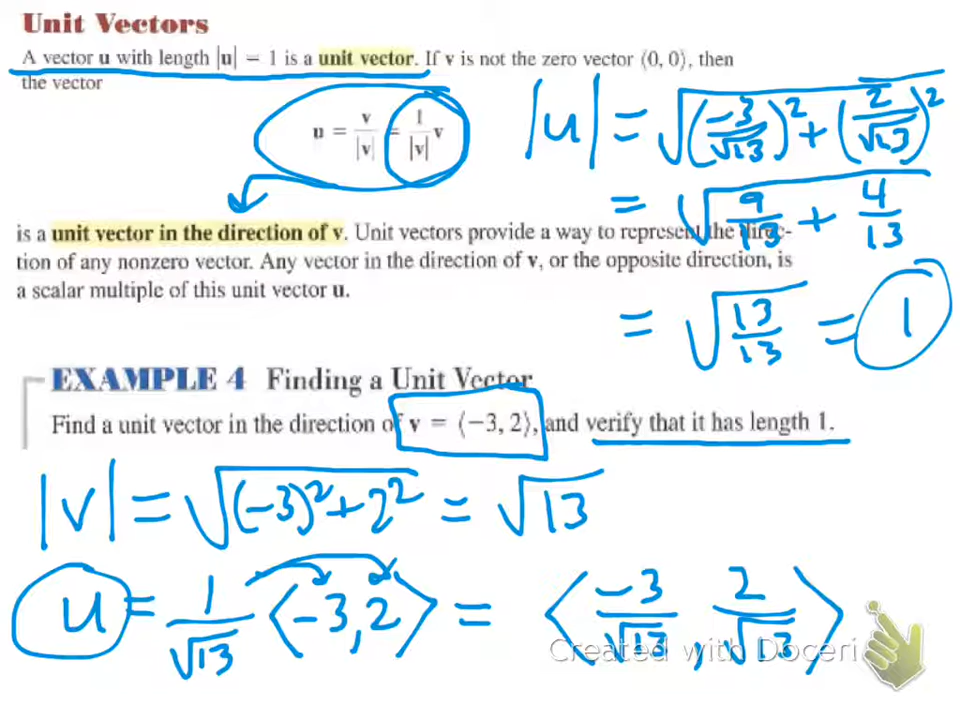 Unit Vectors
A vector u with length |u| = 1 is a unit vector. If v is not the zero vector ⟨0, 0⟩, then
the vector
u = v/|v| = 1/|v| v
|u| = √((-3/√13)² + (2/√13)²)
= √(9/13 + 4/13)
is a unit vector in the direction of v. Unit vectors provide a way to represent the direc-
tion of any nonzero vector. Any vector in the direction of v, or the opposite direction, is
a scalar multiple of this unit vector u.
= √(13/13) = 1
EXAMPLE 4 Finding a Unit Vector
Find a unit vector in the direction of v = ⟨−3, 2⟩, and verify that it has length 1.
|v| = √((-3)² + 2²) = √13
u = 1/√13 ⟨-3, 2⟩ = ⟨-3/√13, 2/√13⟩
Created with Doceri